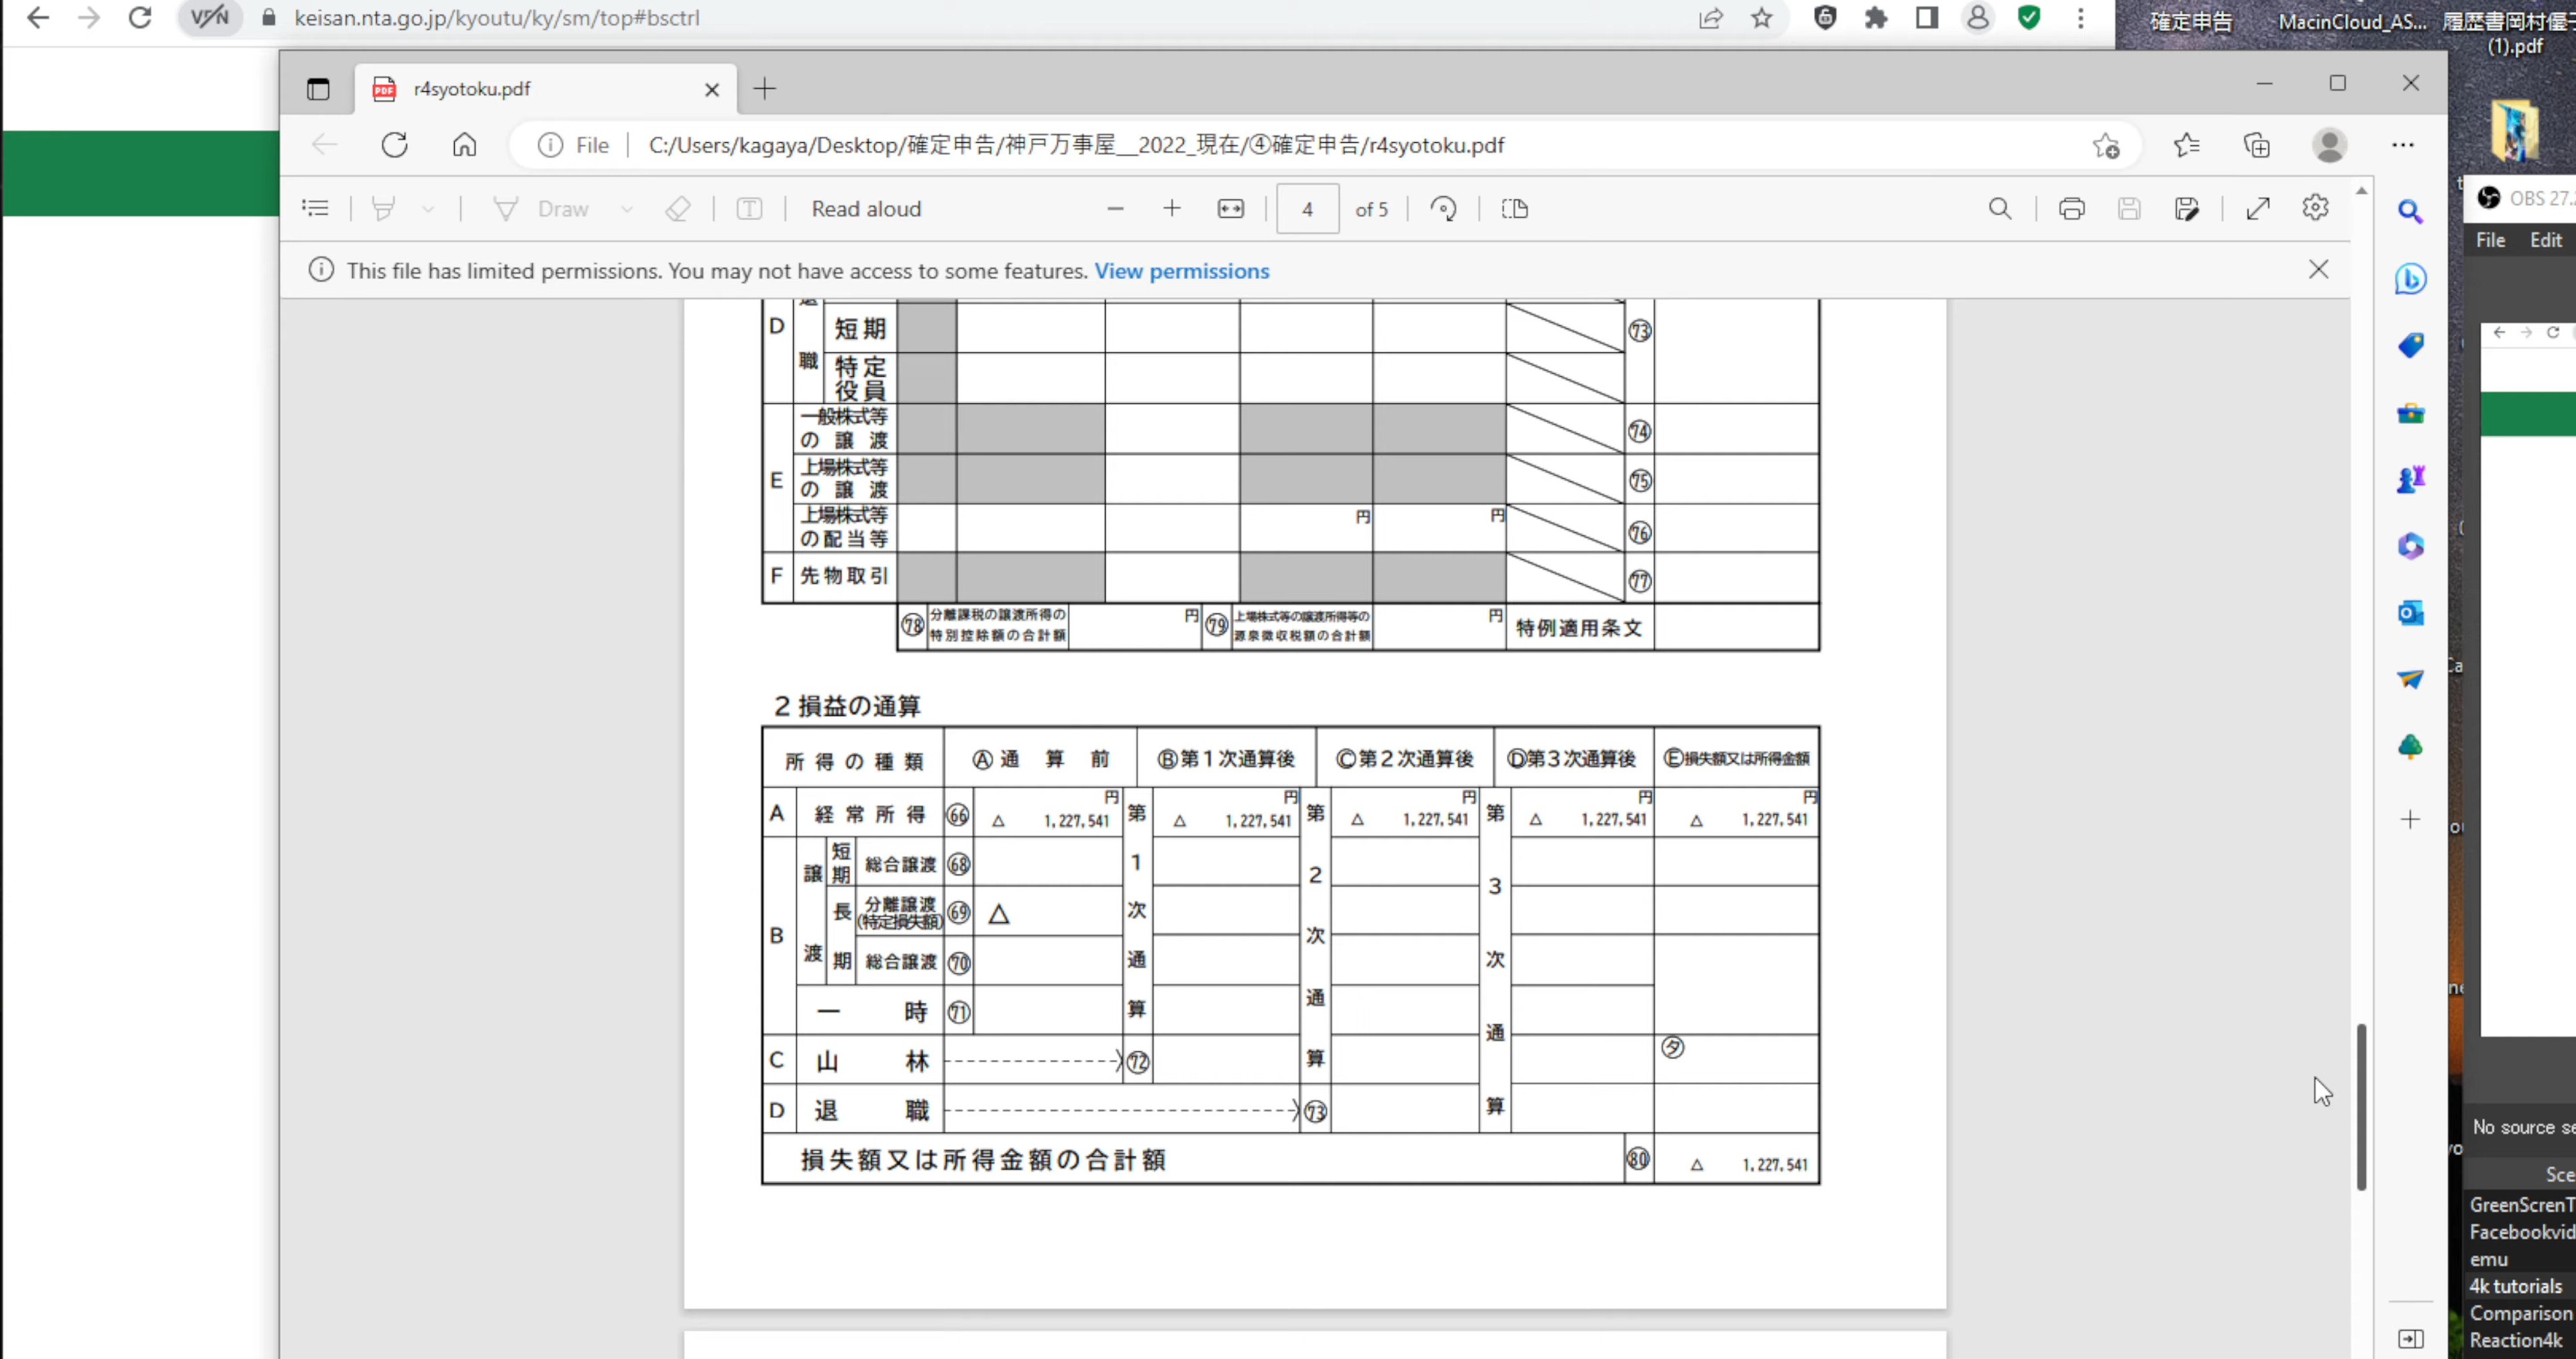 keisan.nta.go.jp/kyoutu/ky/sm/top#bsctrl
確定申告
MacinCloud_AS...
(1).pdf
r4syotoku.pdf
File
C:/Users/kagaya/Desktop/確定申告/神戸万事屋__2022_現在/④確定申告/r4syotoku.pdf
OBS 27.
Draw
Read aloud
4
of 5
File Edit
This file has limited permissions. You may not have access to some features. View permissions
D 職 短期 ㊆
特定
役員
E 一般株式等
の譲渡 74
上場株式等
の譲渡 75
上場株式等
の配当等 円 円 76
F 先物取引 77
78 分離課税の譲渡所得の
特別控除額の合計額 円 79 上場株式等の譲渡所得等の
源泉徴収税額の合計額 円 特例適用条文
2 損益の通算
所得の種類 Ⓐ通算前 Ⓑ第1次通算後 Ⓒ第2次通算後 Ⓓ第3次通算後 Ⓔ損失額又は所得金額
A 経常所得 66 △ 1,227,541 円 第1次通算 △ 1,227,541 円 第2次通算 △ 1,227,541 円 第3次通算 △ 1,227,541 円 △ 1,227,541 円
B 譲渡 短期 総合譲渡 68
長期 分離譲渡
(特定損失額) 69 △
総合譲渡 70
一時 71
C 山林 72 ㋟
D 退職 73
損失額又は所得金額の合計額 80 △ 1,227,541
No source se
Sce
GreenScrenT
Facebookvid
emu
4k tutorials
Comparison
Reaction4k